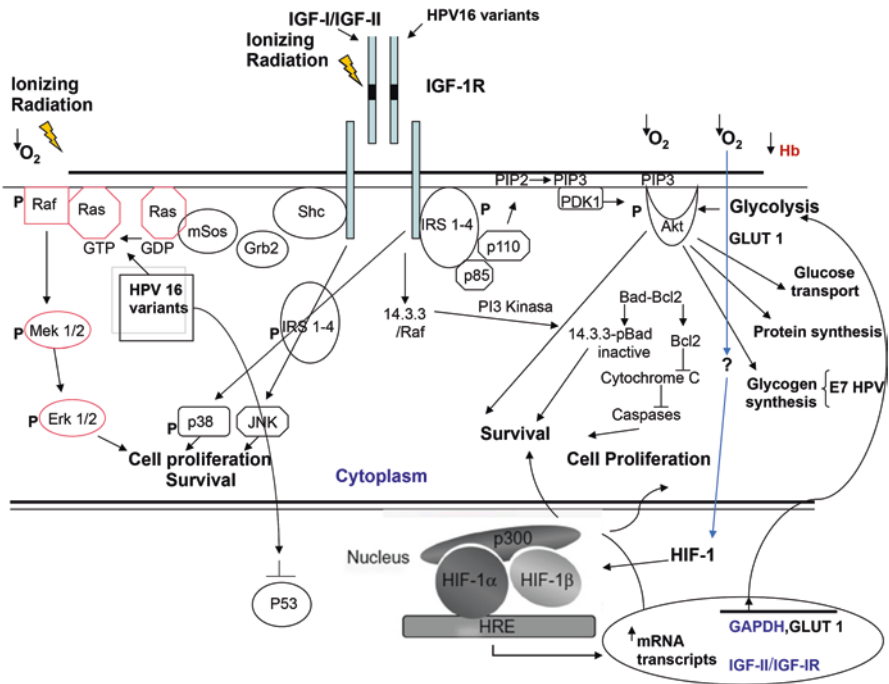 IGF-I/IGF-II
HPV16 variants
Ionizing
Radiation
IGF-1R
Ionizing
Radiation
O2
O2
O2
Hb
PIP2
PIP3
PIP3
P
Raf
Ras
Ras
mSos
Grb2
Shc
IRS 1-4
P
p110
p85
PDK1
P
Akt
Glycolysis
GTP
GDP
GLUT 1
HPV 16
variants
P
IRS 1-4
14.3.3
/Raf
PI3 Kinasa
Bad-Bcl2
14.3.3-pBad
inactive
Bcl2
Cytochrome C
Caspases
Glucose
transport
Protein synthesis
?
Glycogen
synthesis
E7 HPV
P
Mek 1/2
P
Erk 1/2
P
p38
JNK
Cell proliferation
Survival
Survival
Cell Proliferation
Cytoplasm
Nucleus
p300
HIF-1α
HIF-1β
HRE
HIF-1
P53
mRNA
transcripts
GAPDH,GLUT 1
IGF-II/IGF-IR